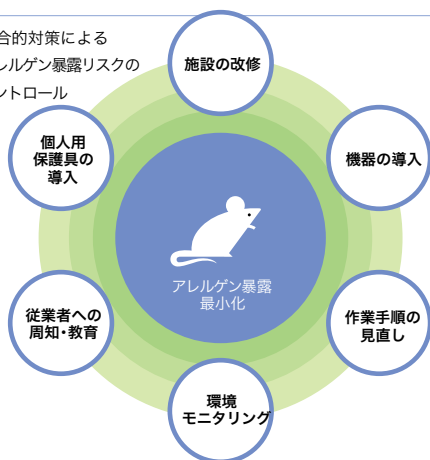 合的対策による
レルゲン暴露リスクの
ントロール
施設の改修
個人用
保護具の
導入
機器の導入
アレルゲン暴露
最小化
従業者への
周知・教育
作業手順の
見直し
環境
モニタリング